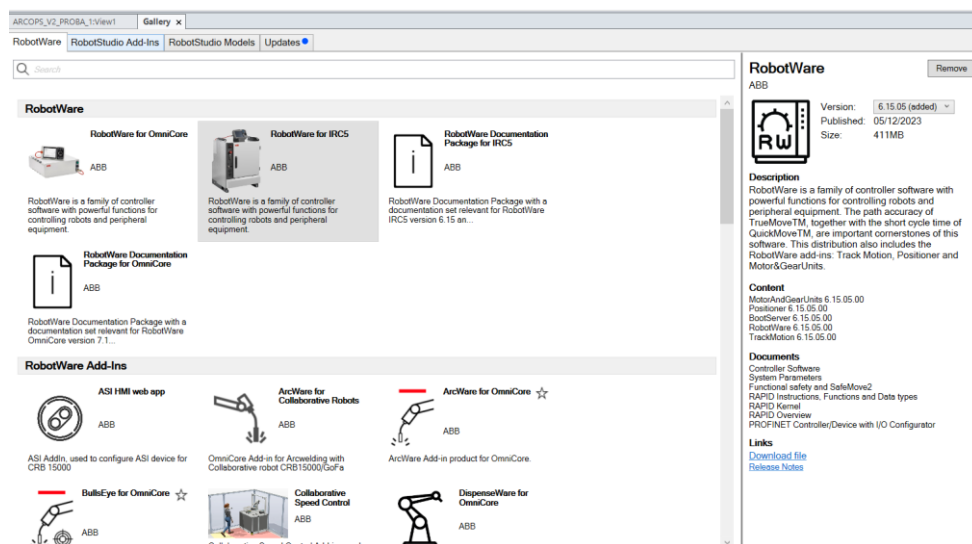 ARCOPS_V2_PROBA_1:View1
Gallery x
RobotWare
RobotStudio Add-Ins
RobotStudio Models
Updates
Search
RobotWare
RobotWare for OmniCore
ABB
RobotWare is a family of controller
software with powerful functions for
controlling robots and peripheral
equipment.
RobotWare for IRC5
ABB
RobotWare is a family of controller
software with powerful functions for
controlling robots and peripheral
equipment.
RobotWare Documentation
Package for IRC5
ABB
RobotWare Documentation Package with a
documentation set relevant for RobotWare
IRC5 version 6.15 an...
RobotWare Documentation
Package for OmniCore
ABB
RobotWare Documentation Package with a
documentation set relevant for RobotWare
OmniCore version 7.1...
RobotWare Add-Ins
ASI HMI web app
ABB
ASI AddIn, used to configure ASI device for
CRB 15000
ArcWare for
Collaborative Robots
ABB
OmniCore Add-in for Arcwelding with
Collaborative robot CRB15000/GoFa
ArcWare for OmniCore
ABB
ArcWare Add-in product for OmniCore.
BullsEye for OmniCore
ABB
Collaborative
Speed Control
ABB
DispenseWare for
OmniCore
ABB
RobotWare
Remove
ABB
RW
Version: 6.15.05 (added)
Published: 05/12/2023
Size: 411MB
Description
RobotWare is a family of controller software with
powerful functions for controlling robots and
peripheral equipment. The path accuracy of
TrueMoveTM, together with the short cycle time of
QuickMoveTM, are important cornerstones of this
software. This distribution also includes the
RobotWare add-ins: Track Motion, Positioner and
Motor&GearUnits.
Content
MotorAndGearUnits 6.15.05.00
Positioner 6.15.05.00
BootServer 6.15.05.00
RobotWare 6.15.05.00
TrackMotion 6.15.05.00
Documents
Controller Software
System Parameters
Functional safety and SafeMove2
RAPID Instructions, Functions and Data types
RAPID Kernel
RAPID Overview
PROFINET Controller/Device with I/O Configurator
Links
Download file
Release Notes